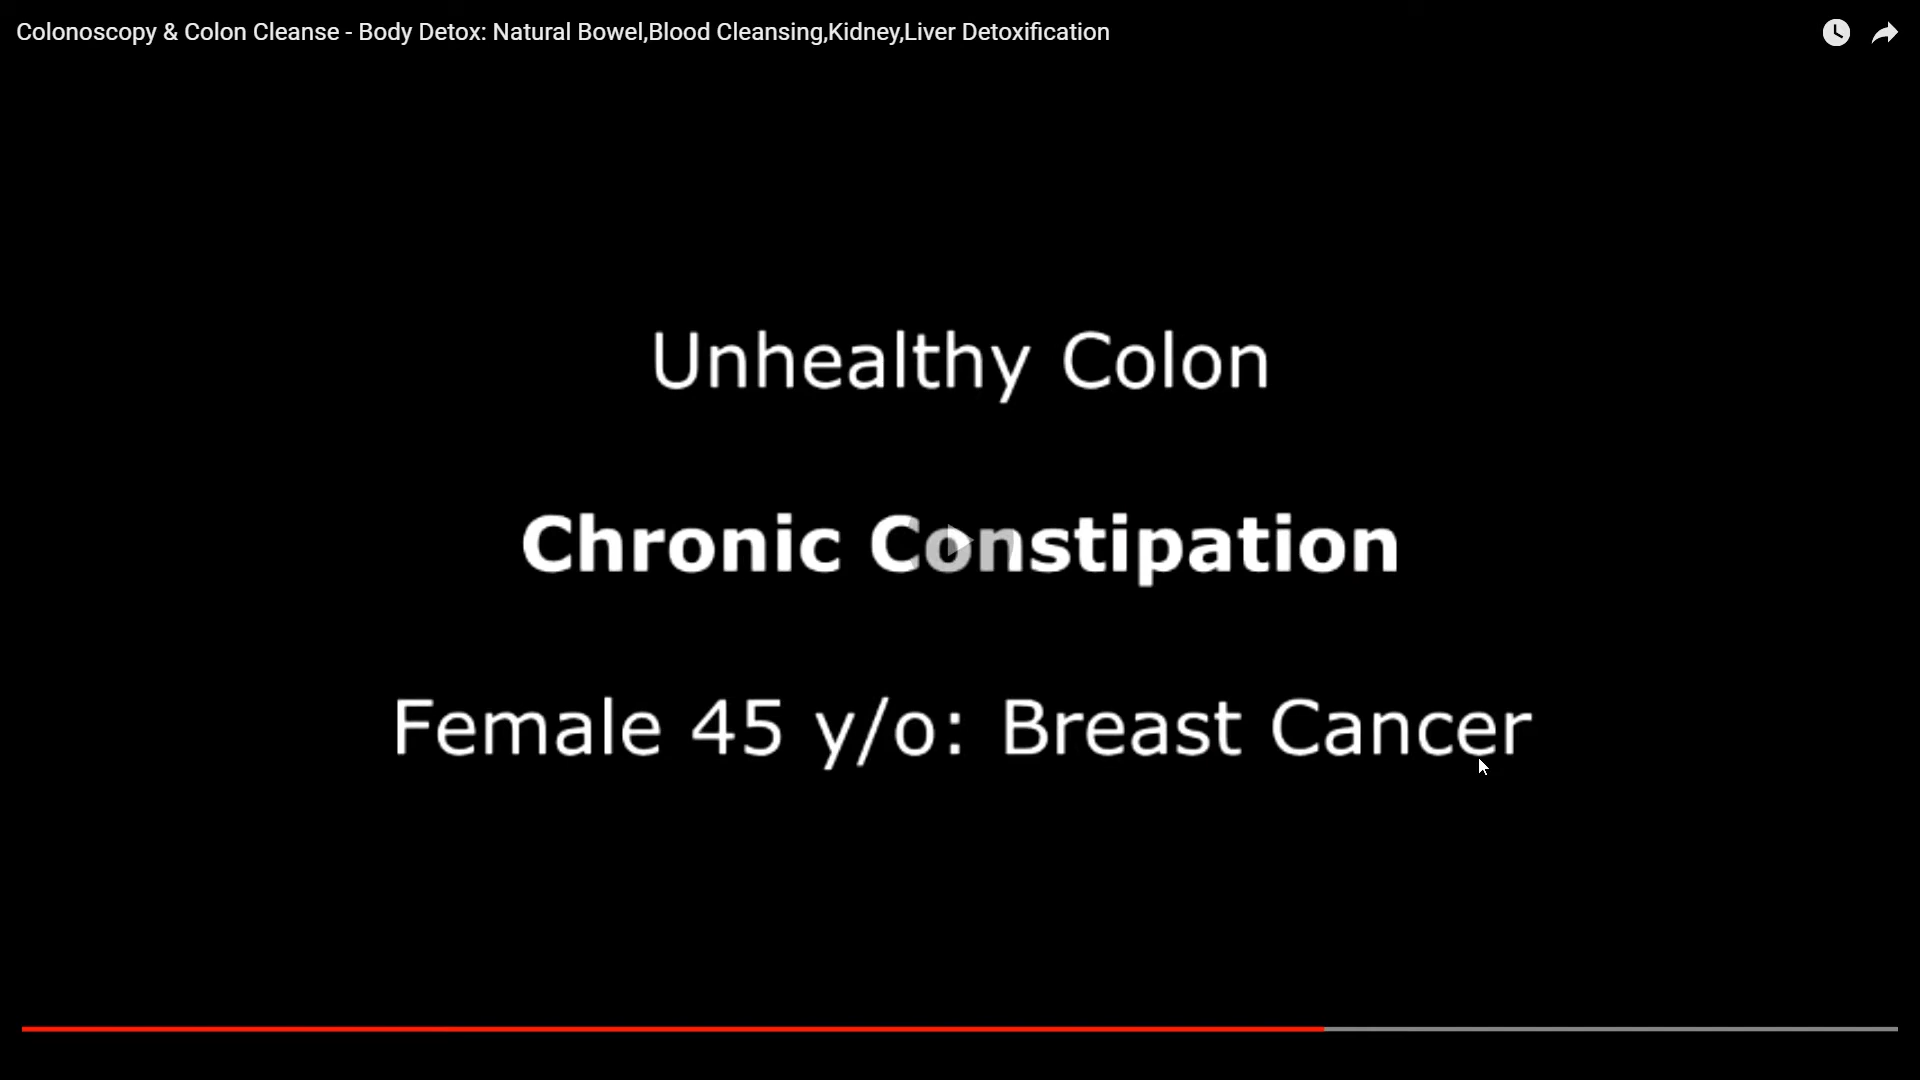 Colonoscopy & Colon Cleanse - Body Detox: Natural Bowel,Blood Cleansing,Kidney,Liver Detoxification
Unhealthy Colon
Chronic Constipation
Female 45 y/o: Breast Cancer